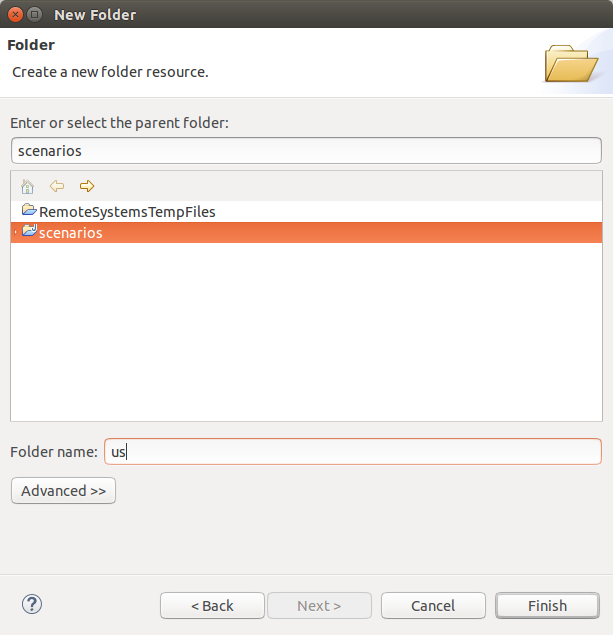 New Folder
Folder
Create a new folder resource.
Enter or select the parent folder:
scenarios
RemoteSystemsTempFiles
scenarios
Folder name: us
Advanced >>
? < Back Next > Cancel Finish